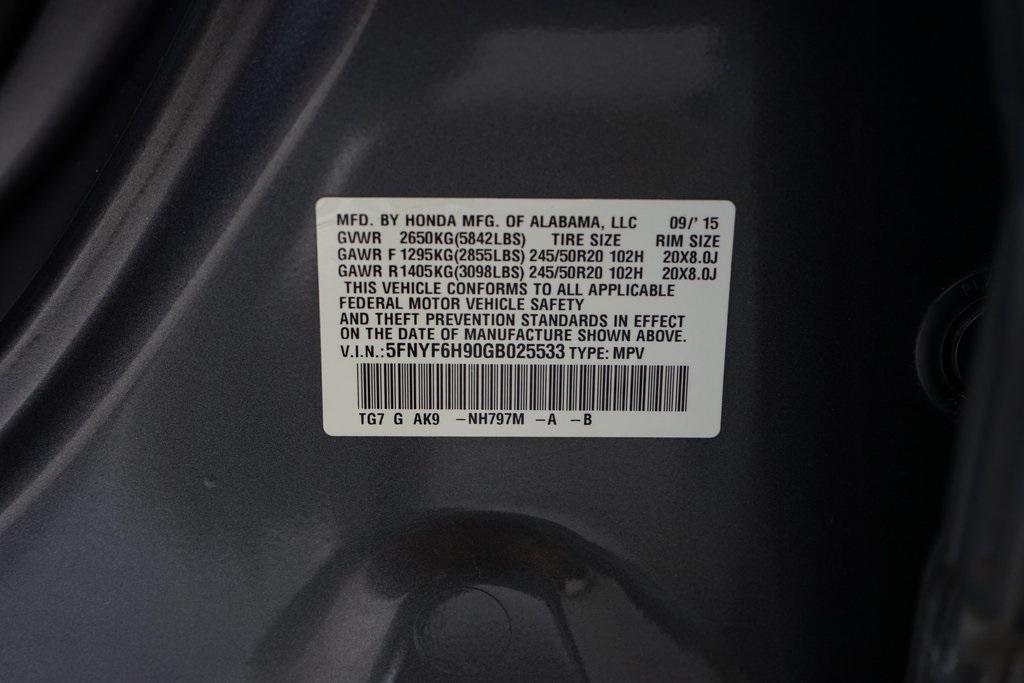 MFD. BY HONDA MFG. OF ALABAMA, LLC 09/' 15
GVWR 2650KG(5842LBS) TIRE SIZE RIM SIZE
GAWR F 1295KG(2855LBS) 245/50R20 102H 20X8.0J
GAWR R1405KG(3098LBS) 245/50R20 102H 20X8.0J
THIS VEHICLE CONFORMS TO ALL APPLICABLE
FEDERAL MOTOR VEHICLE SAFETY
AND THEFT PREVENTION STANDARDS IN EFFECT
ON THE DATE OF MANUFACTURE SHOWN ABOVE.
V.I.N.:5FNYF6H90GB025533 TYPE: MPV
TG7 G AK9 -NH797M -A -B